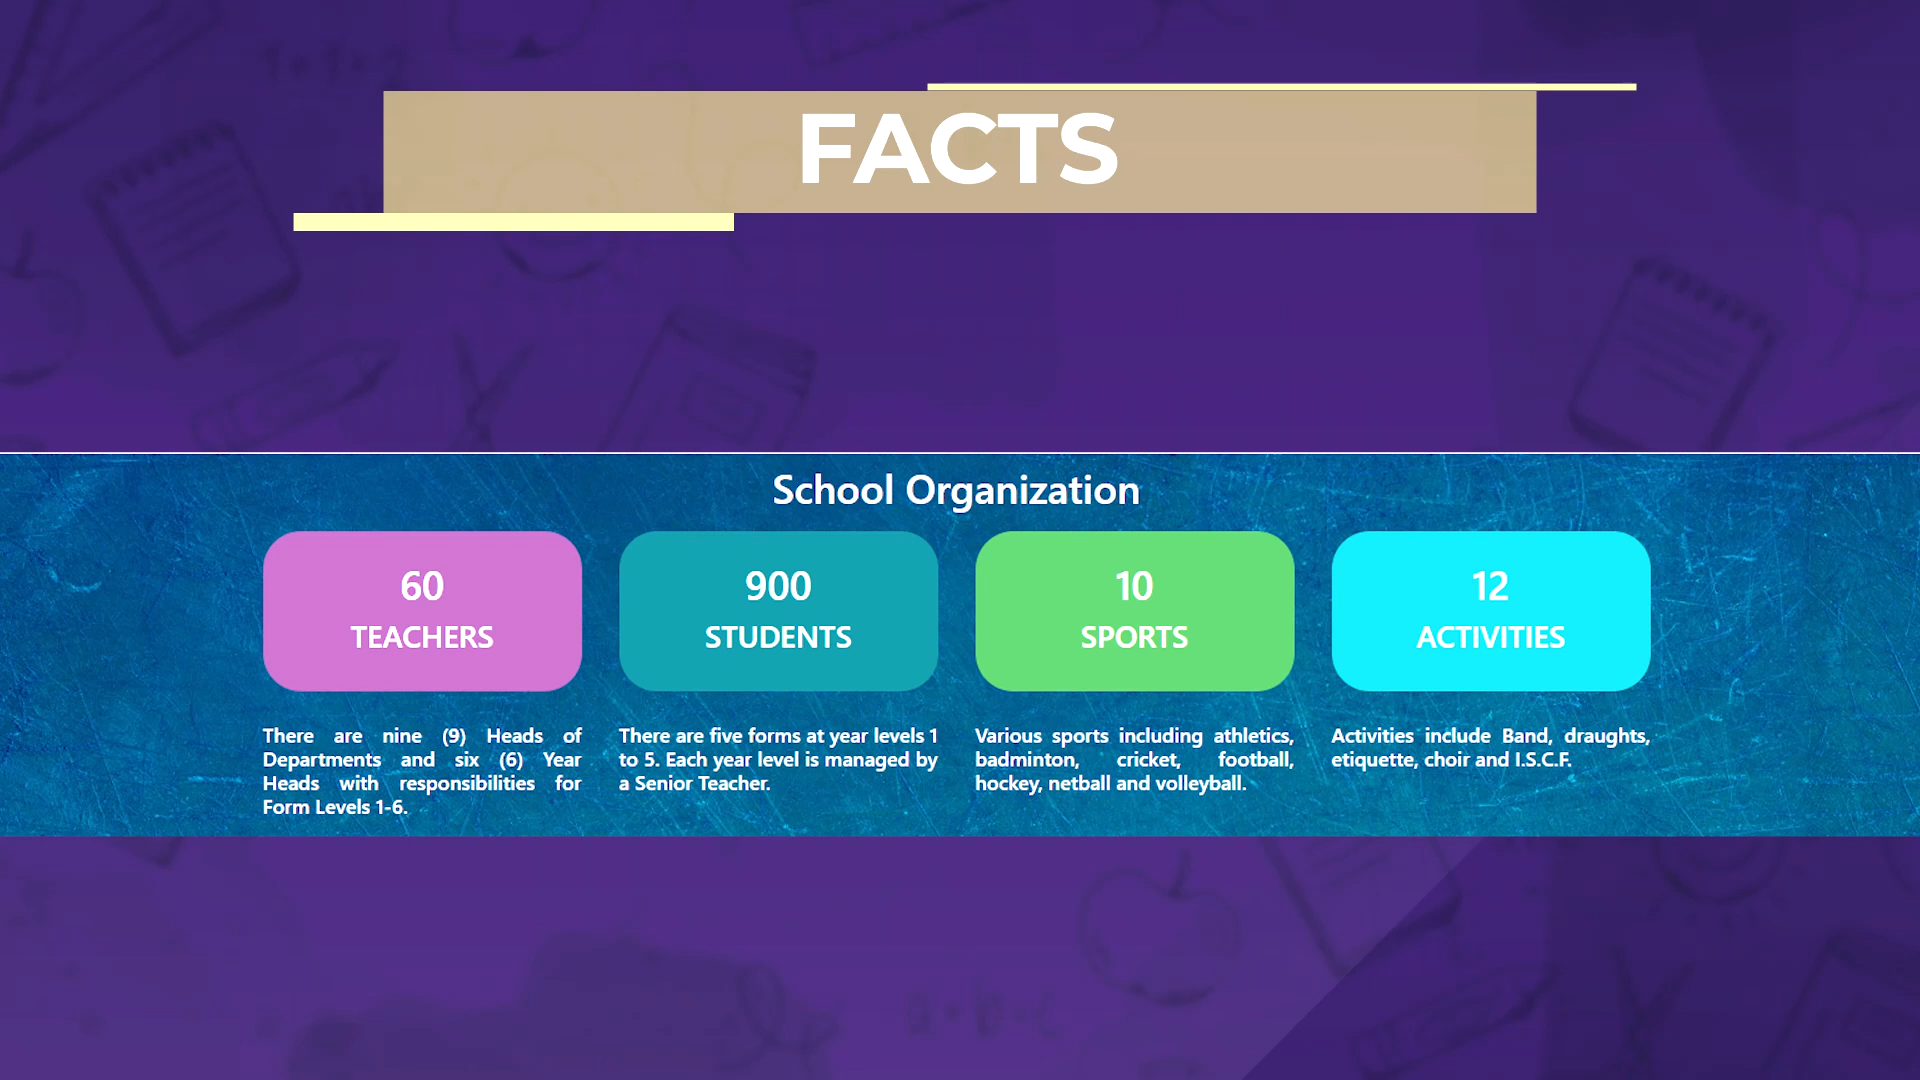 FACTS
School Organization
60
TEACHERS
There are nine (9) Heads of
Departments and six (6) Year
Heads with responsibilities for
Form Levels 1-6.
900
STUDENTS
There are five forms at year levels 1
to 5. Each year level is managed by
a Senior Teacher.
10
SPORTS
Various sports including athletics,
badminton, cricket, football,
hockey, netball and volleyball.
12
ACTIVITIES
Activities include Band, draughts,
etiquette, choir and I.S.C.F.